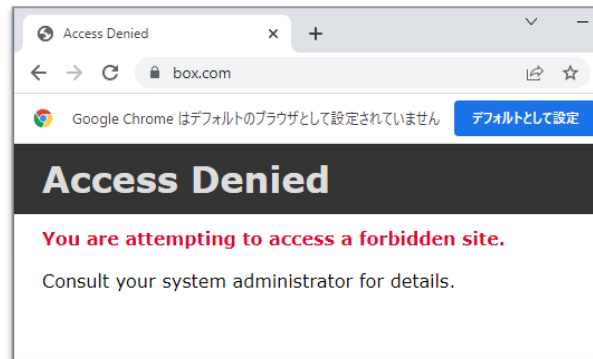 Access Denied
box.com
Google Chrome はデフォルトのブラウザとして設定されていません デフォルトとして設定
Access Denied
You are attempting to access a forbidden site.
Consult your system administrator for details.